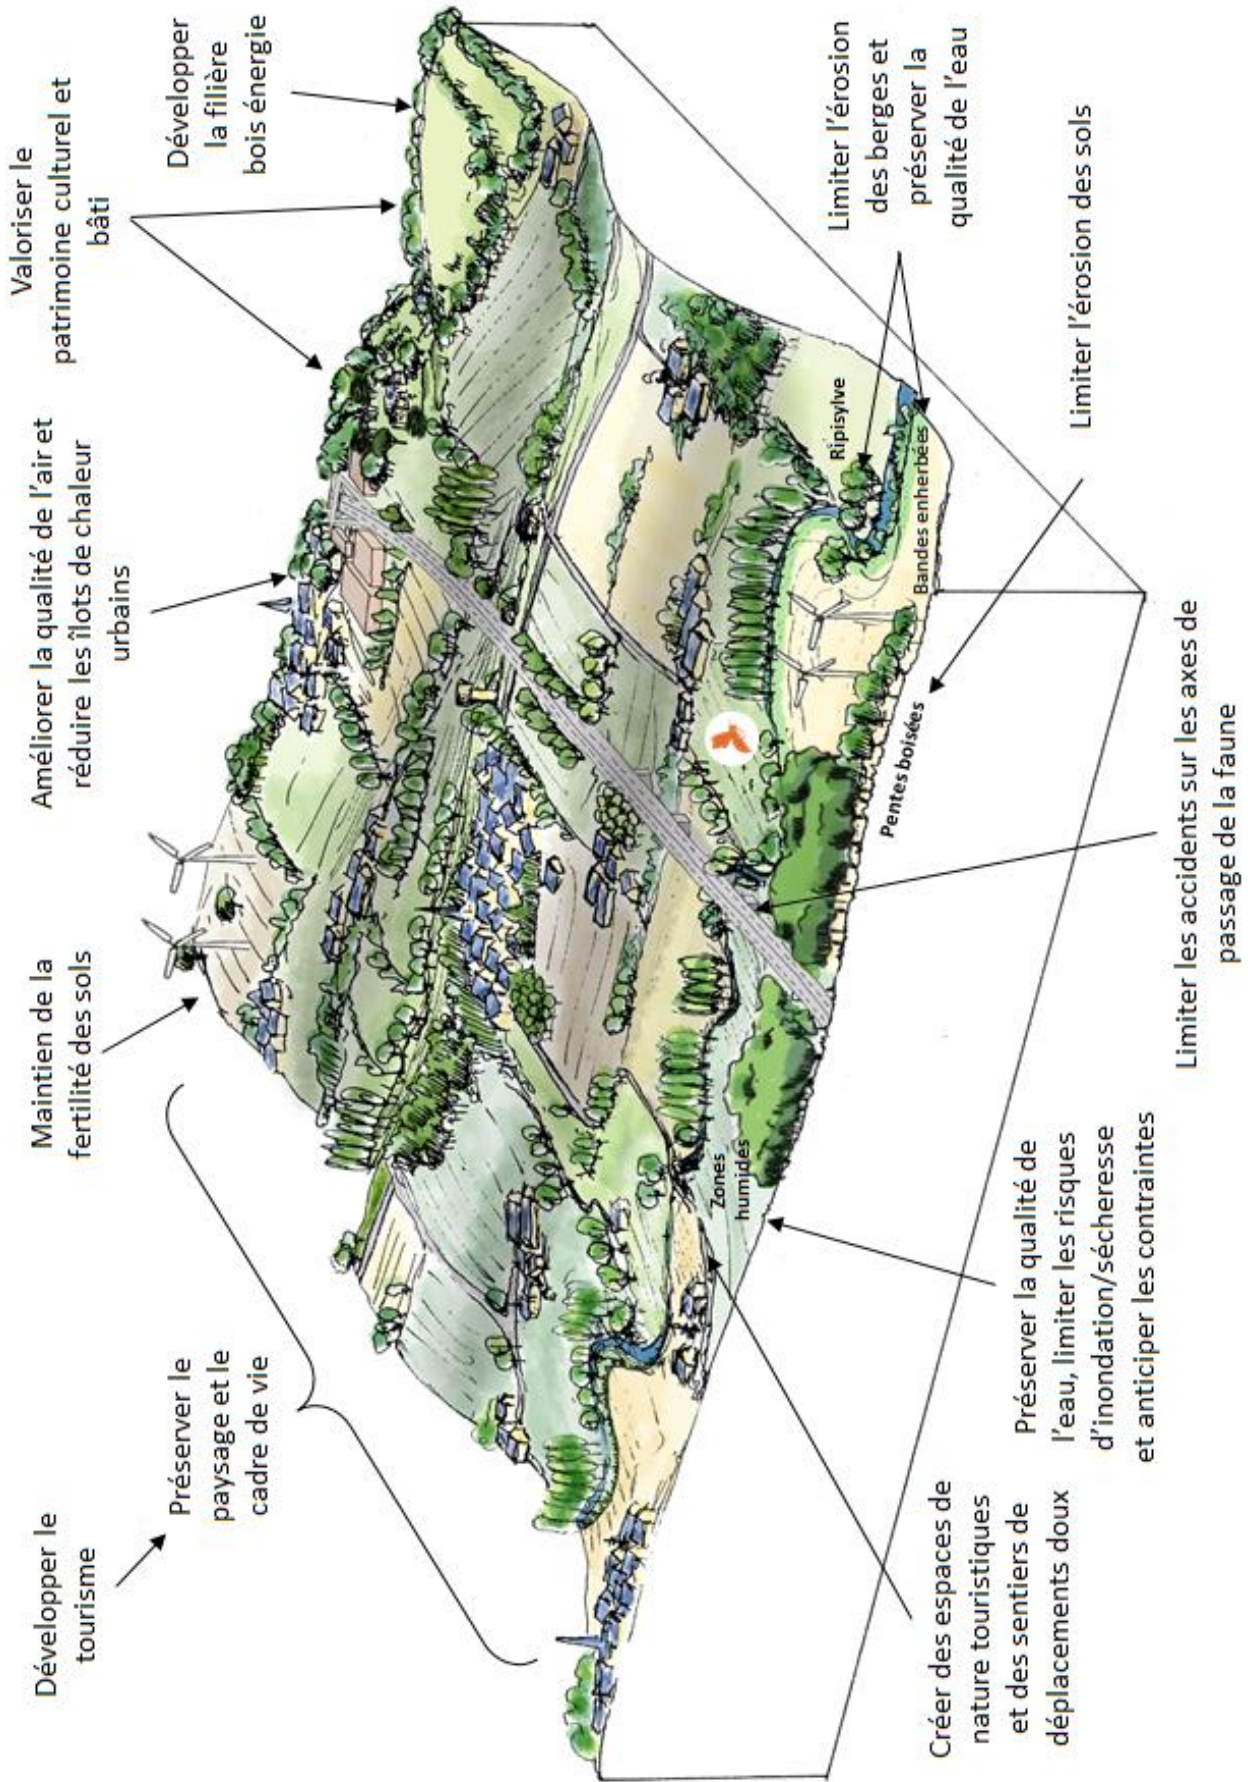 Développer le
tourisme
Préserver le
paysage et le
cadre de vie
Maintien de la
fertilité des sols
Améliorer la qualité de l'air et
réduire les îlots de chaleur
urbains
Valoriser le
patrimoine culturel et
bâti
Développer
la filière
bois énergie
Zones
humides
Pentes boisées
Bandes enherbées
Ripisylve
Limiter l'érosion
des berges et
préserver la
qualité de l'eau
Limiter l'érosion des sols
Créer des espaces de
nature touristiques
et des sentiers de
déplacements doux
Préserver la qualité de
l'eau, limiter les risques
d'inondation/sécheresse
et anticiper les contraintes
Limiter les accidents sur les axes de
passage de la faune